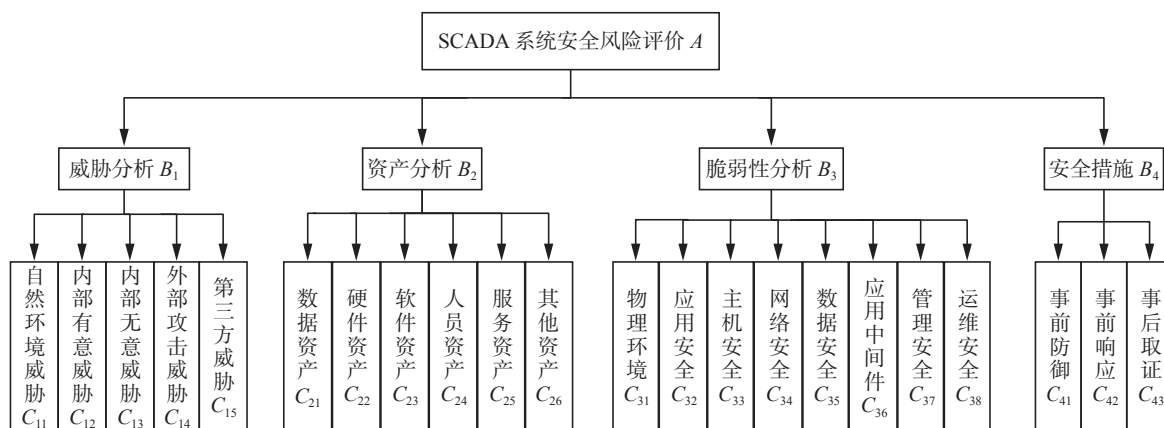 SCADA 系统安全风险评价 A
威胁分析 B₁
资产分析 B₂
脆弱性分析 B₃
安全措施 B₄
自然环境威胁 C₁₁
内部有意威胁 C₁₂
内部无意威胁 C₁₃
外部攻击威胁 C₁₄
第三方威胁 C₁₅
数据资产 C₂₁
硬件资产 C₂₂
软件资产 C₂₃
人员资产 C₂₄
服务资产 C₂₅
其他资产 C₂₆
物理环境 C₃₁
应用安全 C₃₂
主机安全 C₃₃
网络安全 C₃₄
数据安全 C₃₅
应用中间件 C₃₆
管理安全 C₃₇
运维安全 C₃₈
事前防御 C₄₁
事前响应 C₄₂
事后取证 C₄₃